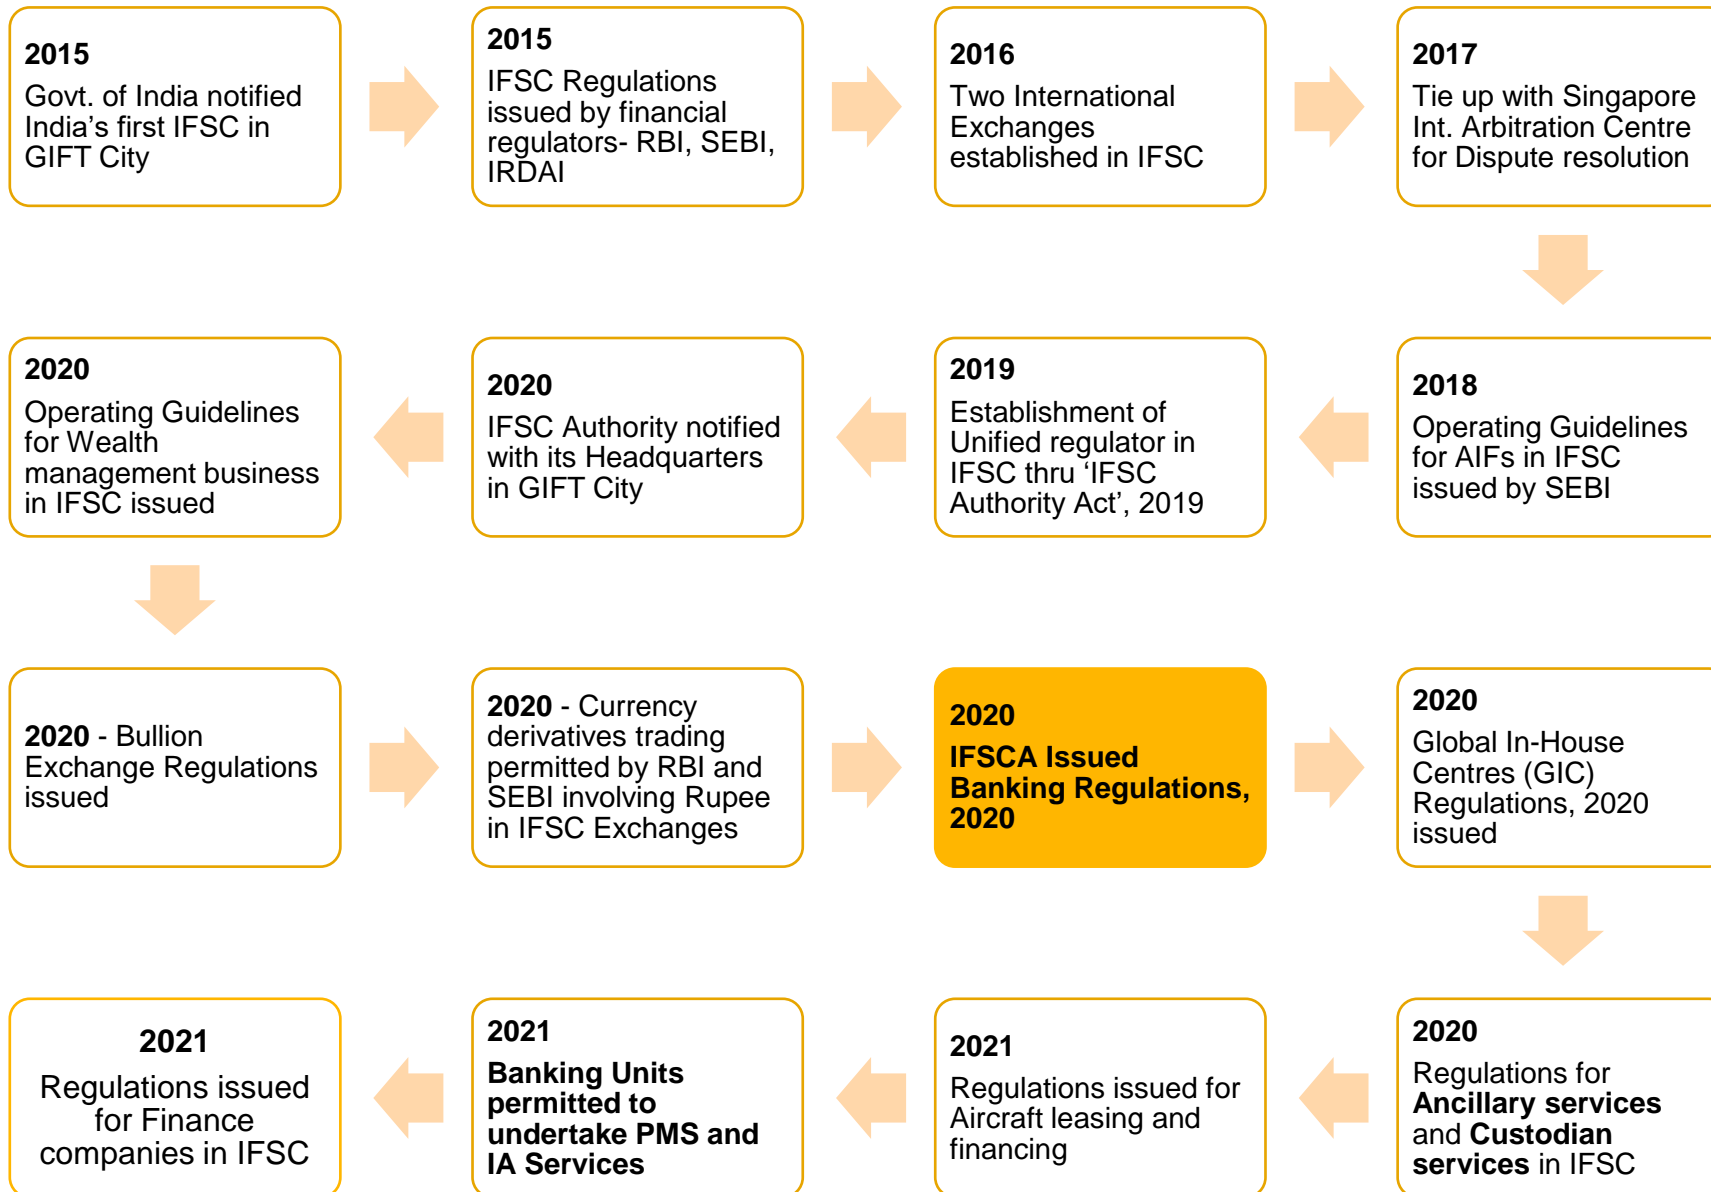 2015
Govt. of India notified
India's first IFSC in
GIFT City
2015
IFSC Regulations
issued by financial
regulators- RBI, SEBI,
IRDAI
2016
Two International
Exchanges
established in IFSC
2017
Tie up with Singapore
Int. Arbitration Centre
for Dispute resolution
2018
Operating Guidelines
for AIFs in IFSC
issued by SEBI
2019
Establishment of
Unified regulator in
IFSC thru ‘IFSC
Authority Act’, 2019
2020
IFSC Authority notified
with its Headquarters
in GIFT City
2020
Operating Guidelines
for Wealth
management business
in IFSC issued
2020 - Bullion
Exchange Regulations
issued
2020 - Currency
derivatives trading
permitted by RBI and
SEBI involving Rupee
in IFSC Exchanges
2020
IFSCA Issued
Banking Regulations,
2020
2020
Global In-House
Centres (GIC)
Regulations, 2020
issued
2020
Regulations for
Ancillary services
and Custodian
services in IFSC
2021
Regulations issued for
Aircraft leasing and
financing
2021
Banking Units
permitted to
undertake PMS and
IA Services
2021
Regulations issued
for Finance
companies in IFSC